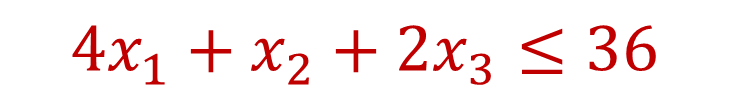 4x₁ + x₂ + 2x₃ ≤ 36